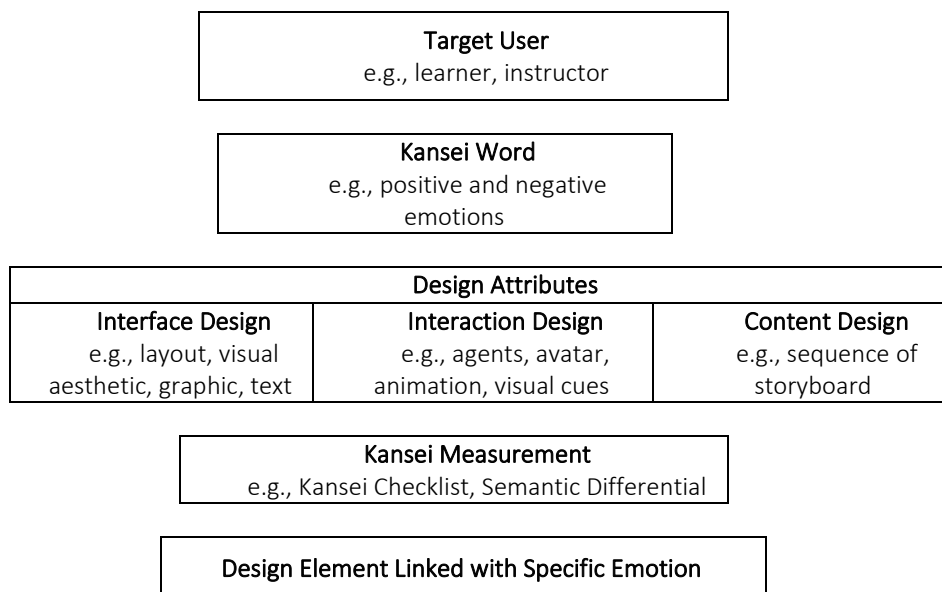 Target User
e.g., learner, instructor
Kansei Word
e.g., positive and negative
emotions
Design Attributes
Interface Design
e.g., layout, visual
aesthetic, graphic, text
Interaction Design
e.g., agents, avatar,
animation, visual cues
Content Design
e.g., sequence of
storyboard
Kansei Measurement
e.g., Kansei Checklist, Semantic Differential
Design Element Linked with Specific Emotion